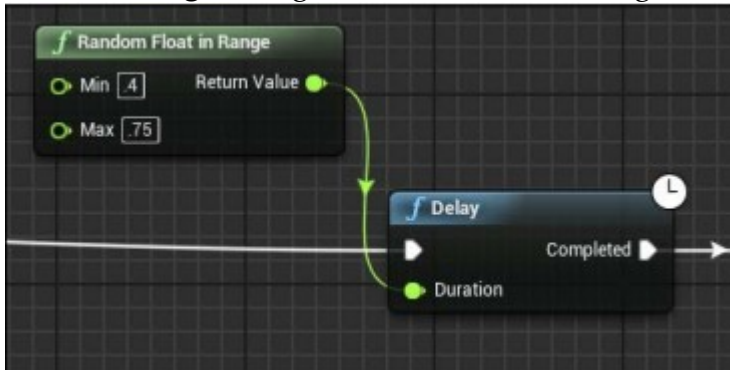 f Random Float in Range
Min .4 Return Value
Max .75
f Delay
Completed
Duration